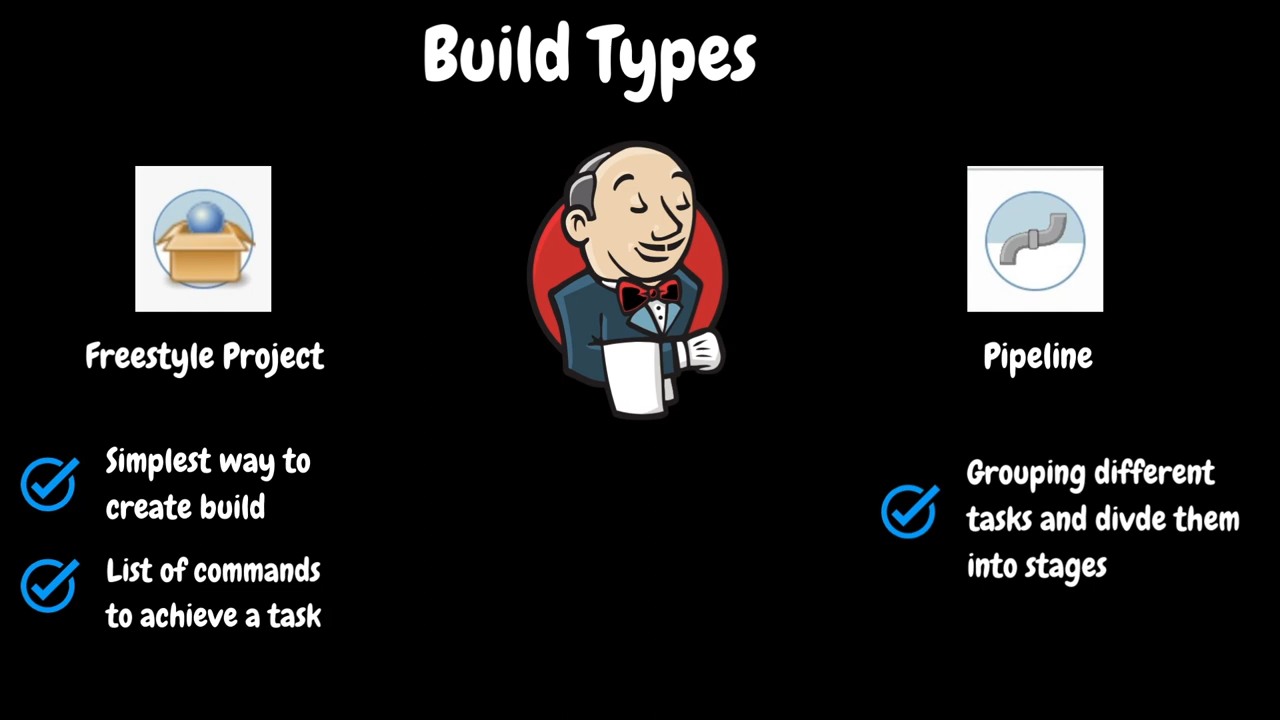 Build Types
Freestyle Project
Pipeline
Simplest way to
create build
List of commands
to achieve a task
Grouping different
tasks and divde them
into stages